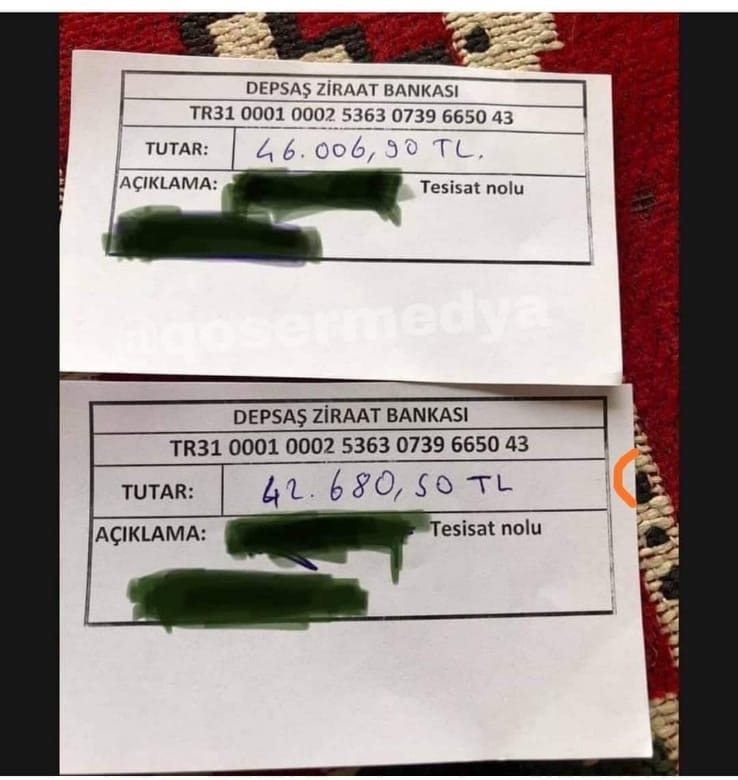 DEPSAŞ ZİRAAT BANKASI
TR31 0001 0002 5363 0739 6650 43
TUTAR: 46.006,90 TL.
AÇIKLAMA: Tesisat nolu
@qosermedya
DEPSAŞ ZİRAAT BANKASI
TR31 0001 0002 5363 0739 6650 43
TUTAR: 42.680,50 TL
AÇIKLAMA: Tesisat nolu